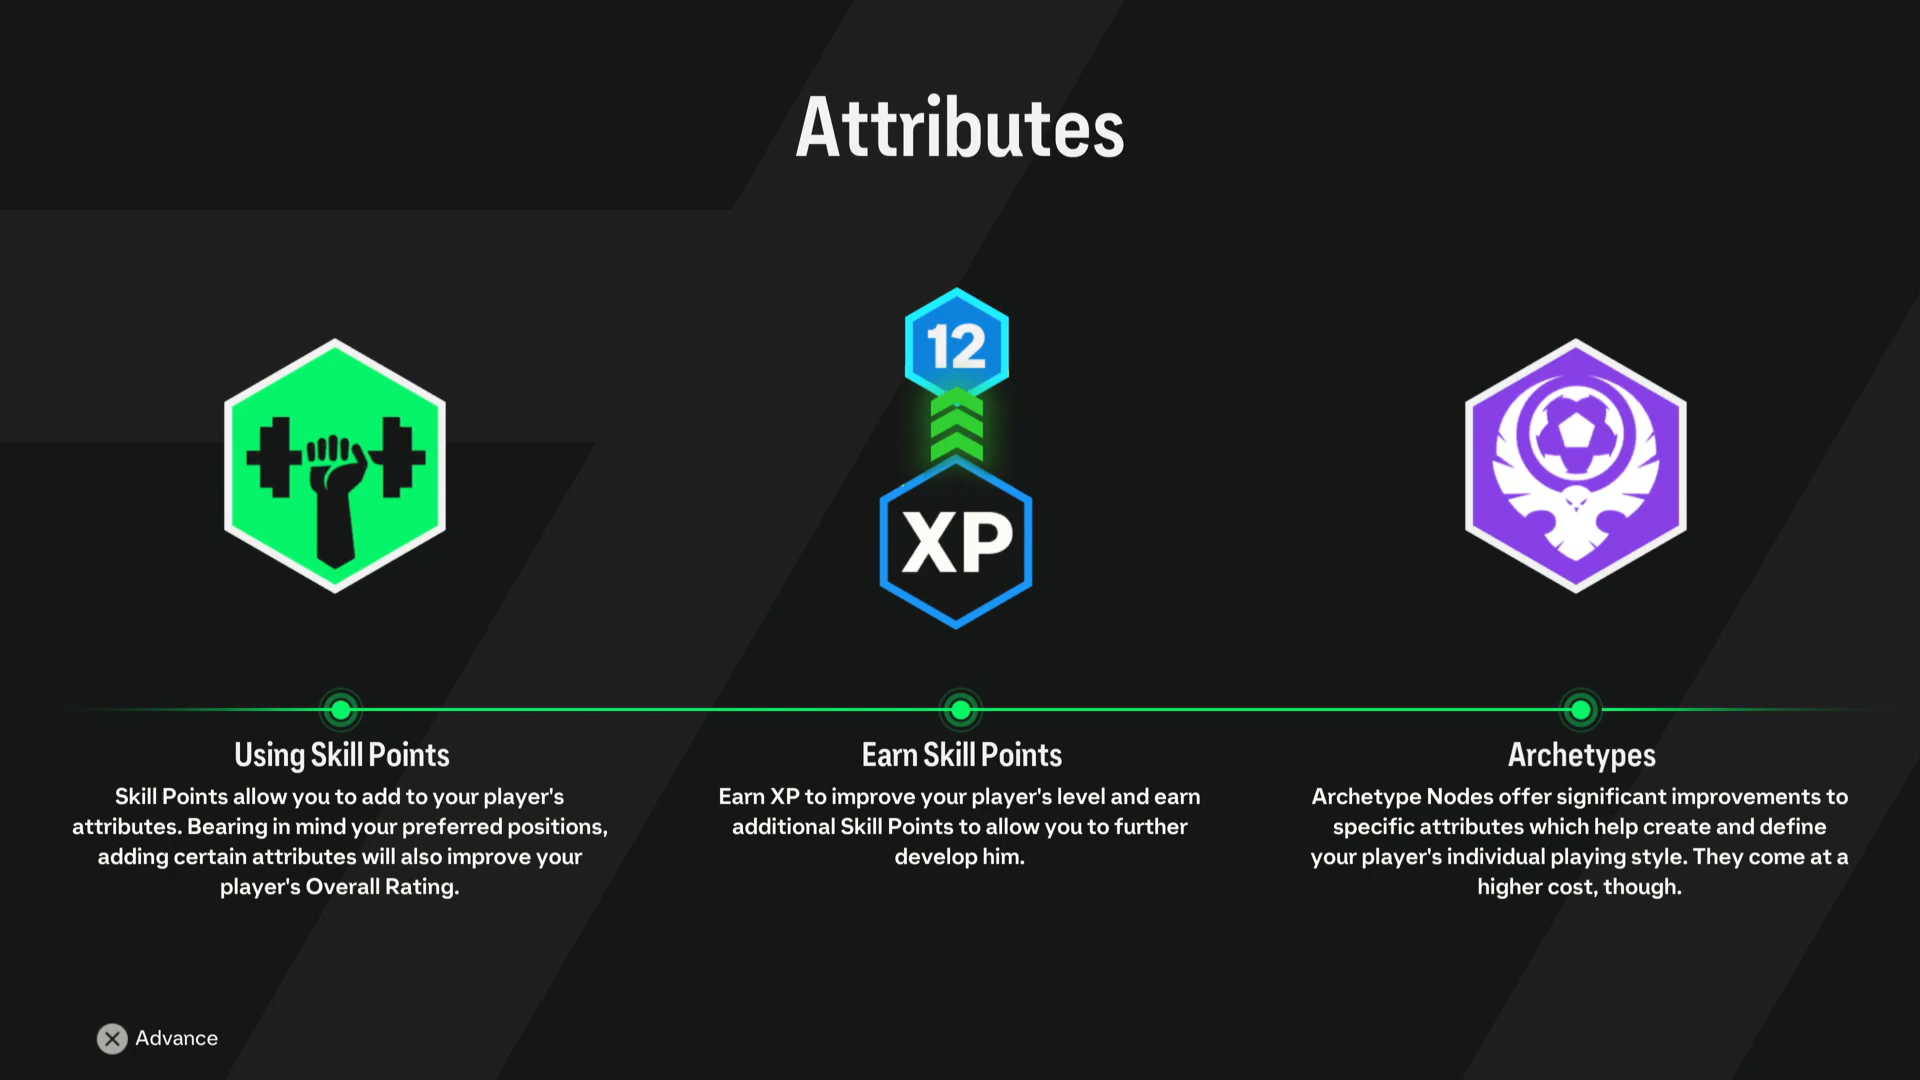 Attributes
12
XP
Using Skill Points
Skill Points allow you to add to your player's
attributes. Bearing in mind your preferred positions,
adding certain attributes will also improve your
player's Overall Rating.
Earn Skill Points
Earn XP to improve your player's level and earn
additional Skill Points to allow you to further
develop him.
Archetypes
Archetype Nodes offer significant improvements to
specific attributes which help create and define
your player's individual playing style. They come at a
higher cost, though.
Advance